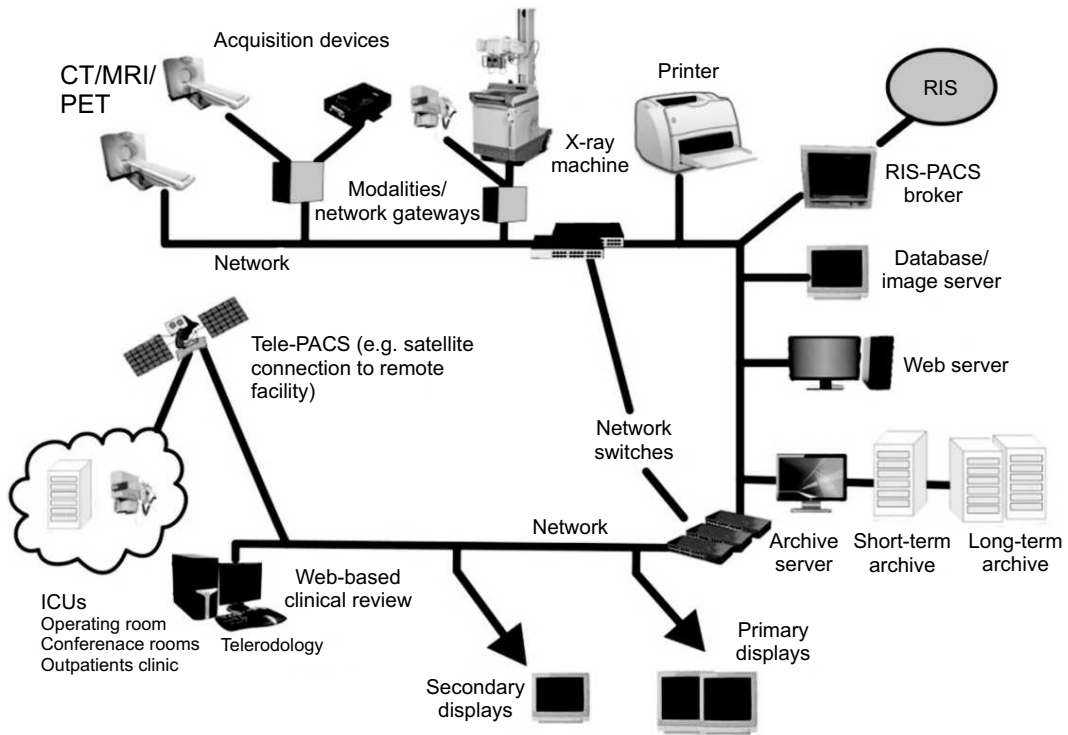 Acquisition devices
CT/MRI/
PET
Printer
RIS
X-ray
machine
RIS-PACS
broker
Modalities/
network gateways
Network
Database/
image server
Tele-PACS (e.g. satellite
connection to remote
facility)
Web server
Network
switches
Network
Archive
server
Short-term
archive
Long-term
archive
Web-based
clinical review
ICUs
Operating room
Conferenace rooms
Outpatients clinic
Telerodology
Primary
displays
Secondary
displays